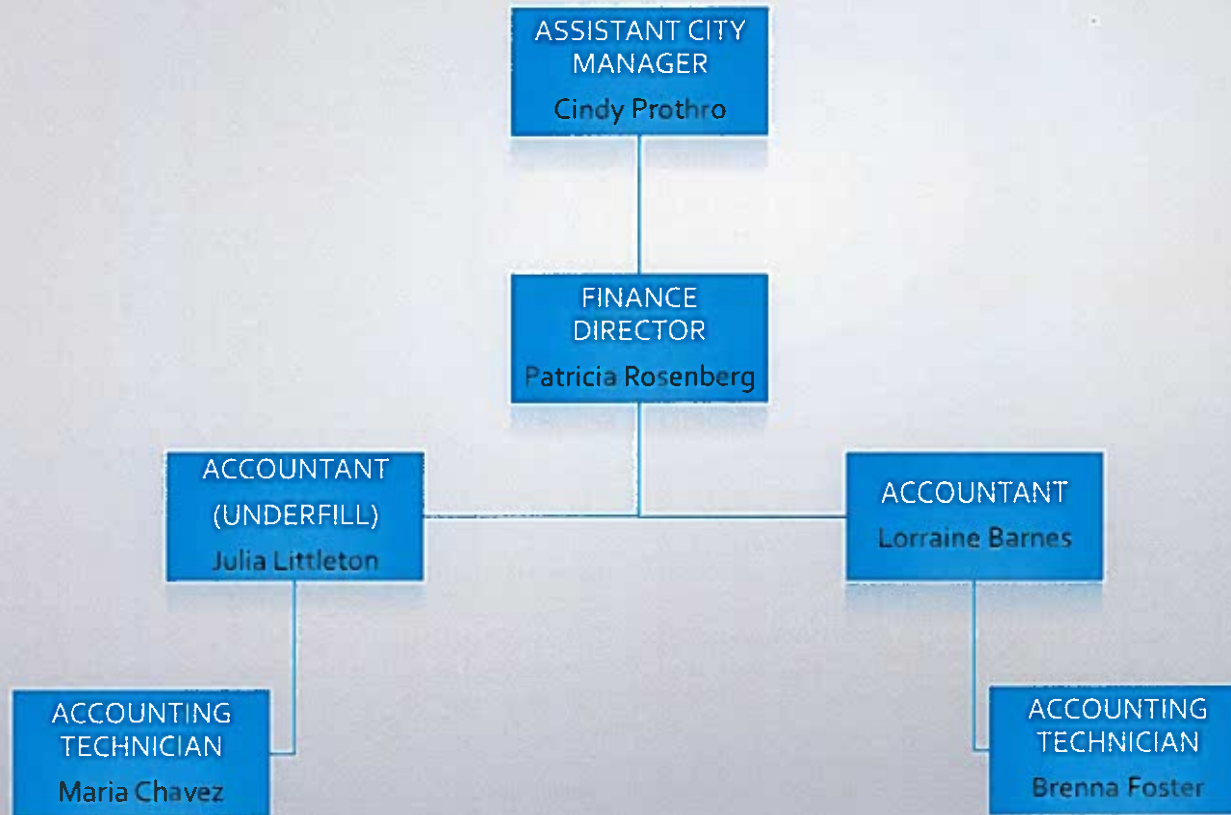 ASSISTANT CITY
MANAGER
Cindy Prothro
FINANCE
DIRECTOR
Patricia Rosenberg
ACCOUNTANT
(UNDERFILL)
Julia Littleton
ACCOUNTANT
Lorraine Barnes
ACCOUNTING
TECHNICIAN
Maria Chavez
ACCOUNTING
TECHNICIAN
Brenna Foster